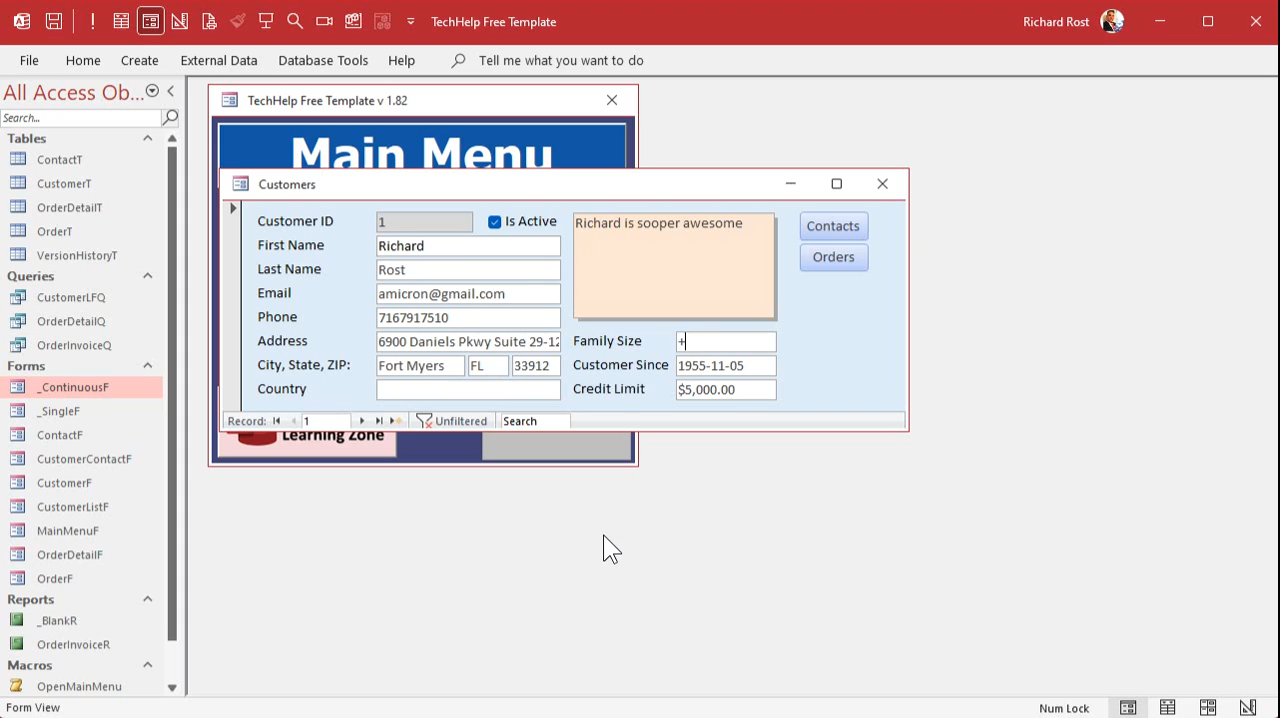 TechHelp Free Template
Richard Rost
File Home Create External Data Database Tools Help Tell me what you want to do
All Access Ob...
Search...
Tables
ContactT
CustomerT
OrderDetailT
OrderT
VersionHistoryT
Queries
CustomerLFQ
OrderDetailQ
OrderInvoiceQ
Forms
_ContinuousF
_SingleF
ContactF
CustomerContactF
CustomerF
CustomerListF
MainMenuF
OrderDetailF
OrderF
Reports
_BlankR
OrderInvoiceR
Macros
OpenMainMenu
TechHelp Free Template v 1.82
Main Menu
Customers
Customer ID 1 Is Active
First Name Richard
Last Name Rost
Email amicron@gmail.com
Phone 7167917510
Address 6900 Daniels Pkwy Suite 29-12
City, State, ZIP: Fort Myers FL 33912
Country
Richard is sooper awesome
Family Size +
Customer Since 1955-11-05
Credit Limit $5,000.00
Contacts
Orders
Record: 1 Unfiltered Search
Learning Zone
Form View
Num Lock